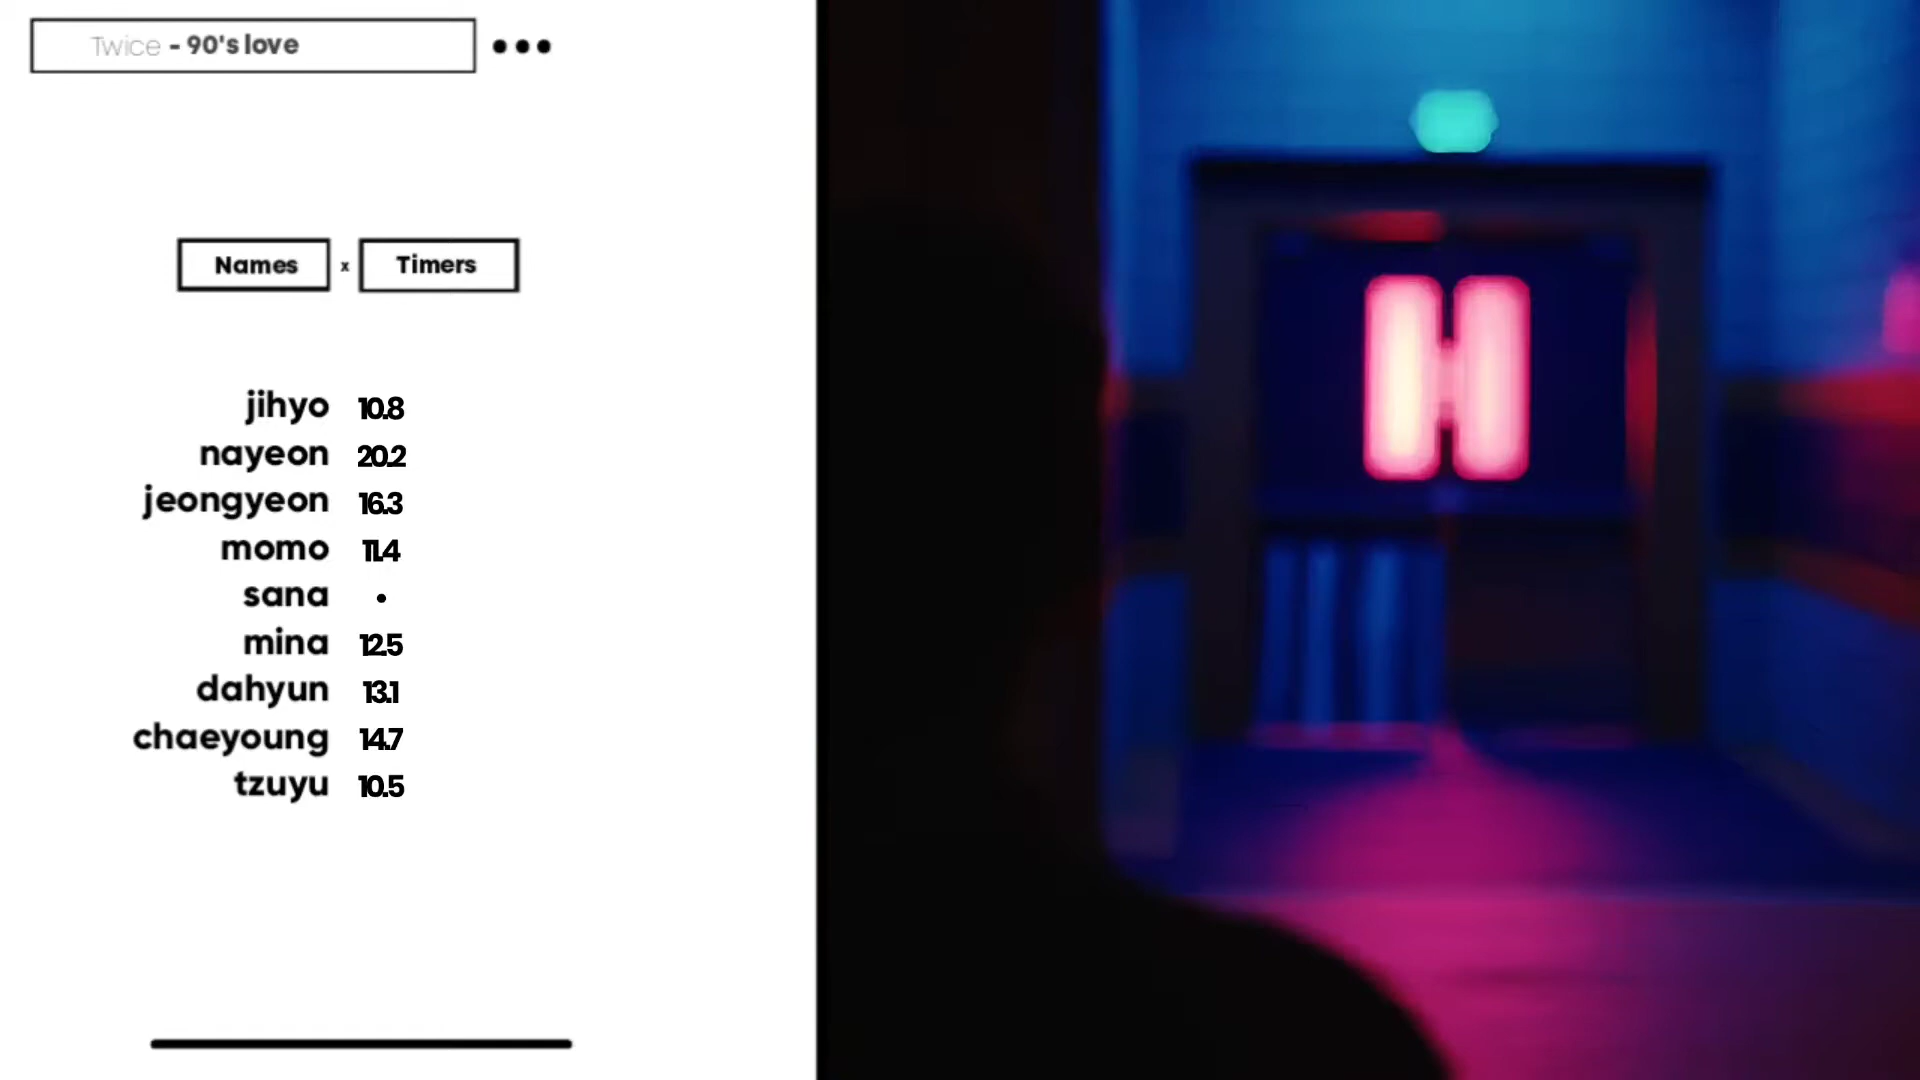 Twice - 90's love
Names x Timers
jihyo 10.8
nayeon 20.2
jeongyeon 16.3
momo 11.4
sana •
mina 12.5
dahyun 13.1
chaeyoung 14.7
tzuyu 10.5